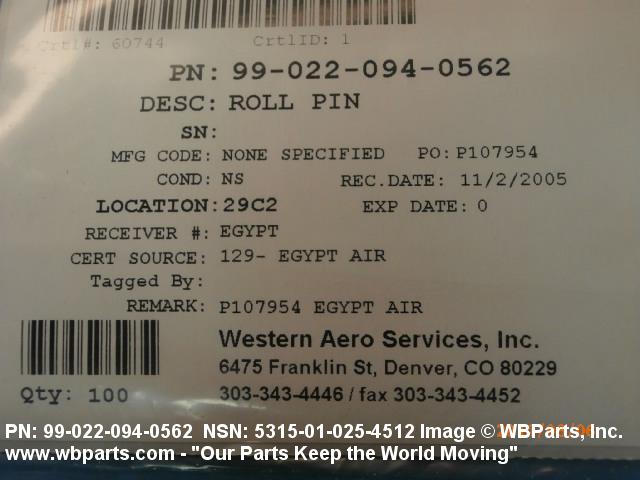 Crtl#: 60744 CrtlID: 1
PN: 99-022-094-0562
DESC: ROLL PIN
SN:
MFG CODE: NONE SPECIFIED PO: P107954
COND: NS REC.DATE: 11/2/2005
LOCATION: 29C2 EXP DATE: 0
RECEIVER #: EGYPT
CERT SOURCE: 129- EGYPT AIR
Tagged By:
REMARK: P107954 EGYPT AIR
Western Aero Services, Inc.
6475 Franklin St, Denver, CO 80229
Qty: 100 303-343-4446 / fax 303-343-4452
PN: 99-022-094-0562 NSN: 5315-01-025-4512 Image © WBParts, Inc.
www.wbparts.com - "Our Parts Keep the World Moving"